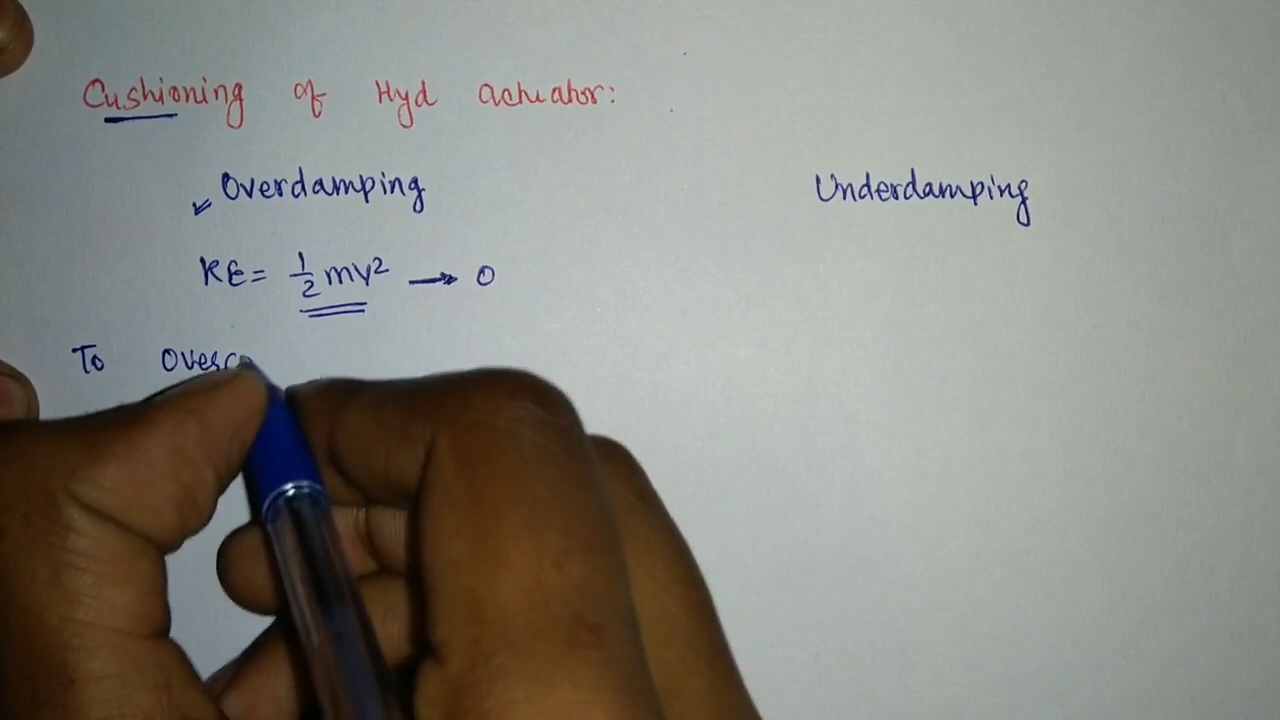 Cushioning of Hyd actuator:
Overdamping
Underdamping
KE = 1/2 mv² → 0
To